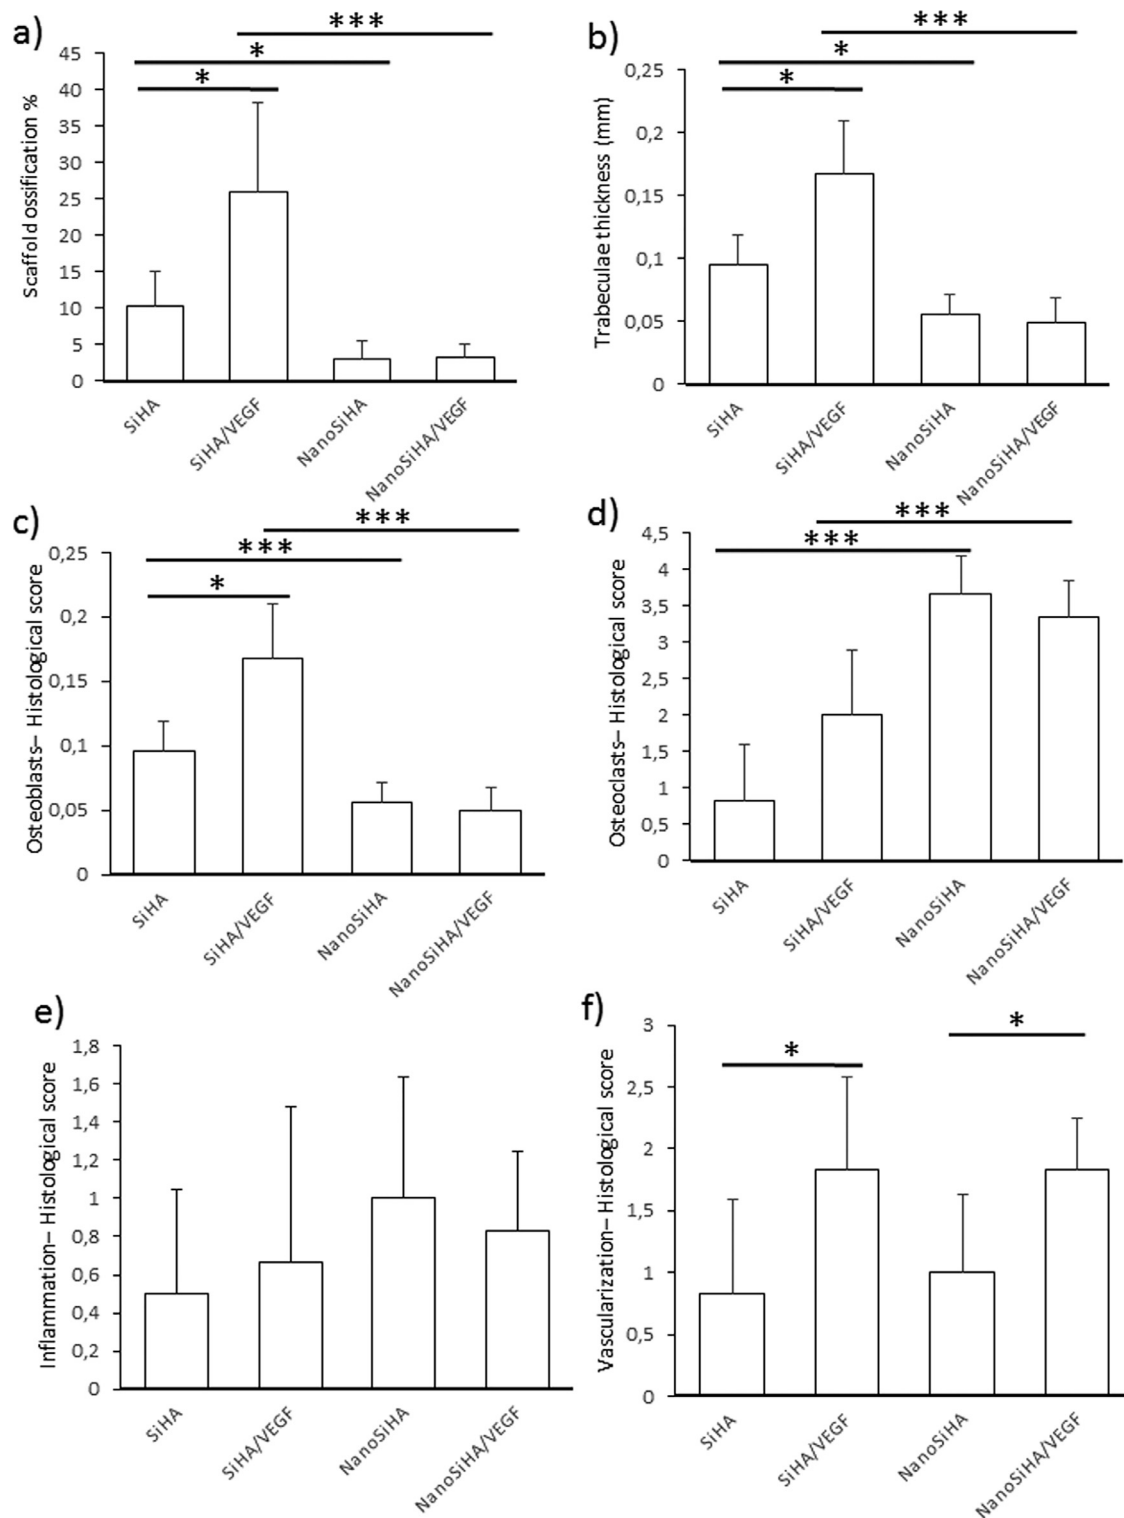 a)
***
*
*
Scaffold ossification %
45
40
35
30
25
20
15
10
5
0
SiHA
SiHA/VEGF
NanoSiHA
NanoSiHA/VEGF
b)
***
*
*
Trabeculae thickness (mm)
0,25
0,2
0,15
0,1
0,05
0
SiHA
SiHA/VEGF
NanoSiHA
NanoSiHA/VEGF
c)
***
***
*
Osteoblasts– Histological score
0,25
0,2
0,15
0,1
0,05
0
SiHA
SiHA/VEGF
NanoSiHA
NanoSiHA/VEGF
d)
***
***
Osteoclasts– Histological score
4,5
4
3,5
3
2,5
2
1,5
1
0,5
0
SiHA
SiHA/VEGF
NanoSiHA
NanoSiHA/VEGF
e)
Inflammation– Histological score
1,8
1,6
1,4
1,2
1
0,8
0,6
0,4
0,2
0
SiHA
SiHA/VEGF
NanoSiHA
NanoSiHA/VEGF
f)
*
*
Vascularization– Histological score
3
2,5
2
1,5
1
0,5
0
SiHA
SiHA/VEGF
NanoSiHA
NanoSiHA/VEGF